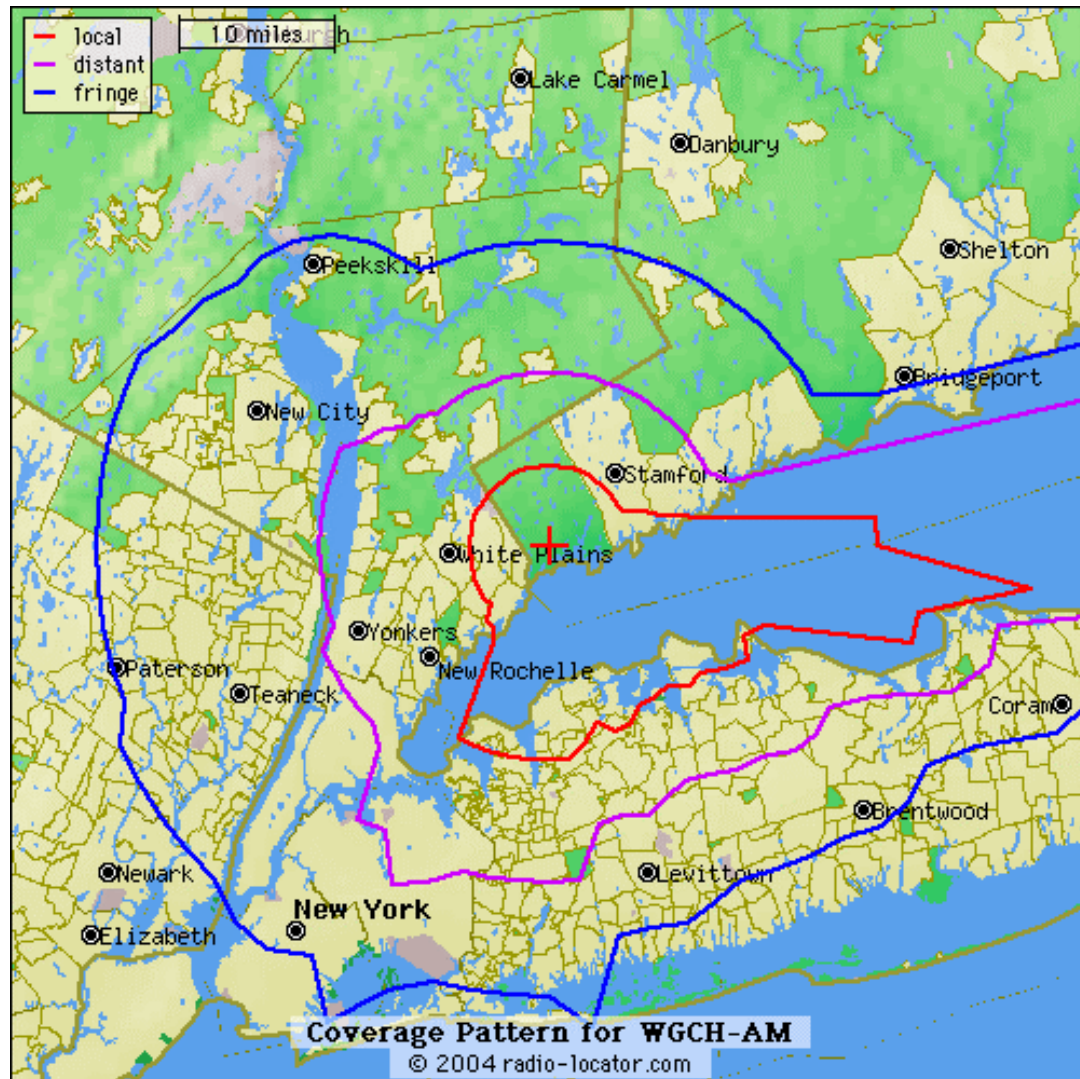 local
distant
fringe
10 miles
Lake Carmel
Danbury
Shelton
Peekskill
Bridgeport
New City
Stamford
White Plains
Yonkers
New Rochelle
Paterson
Teaneck
Coram
Brentwood
Newark
Levittown
New York
Elizabeth
Coverage Pattern for WGCH-AM
© 2004 radio-locator.com